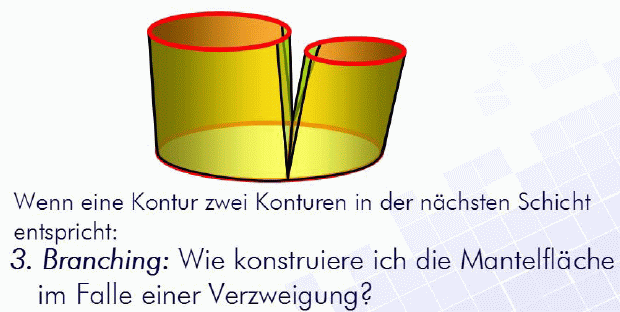 Wenn eine Kontur zwei Konturen in der nächsten Schicht
entspricht:
3. Branching: Wie konstruiere ich die Mantelfläche
im Falle einer Verzweigung?